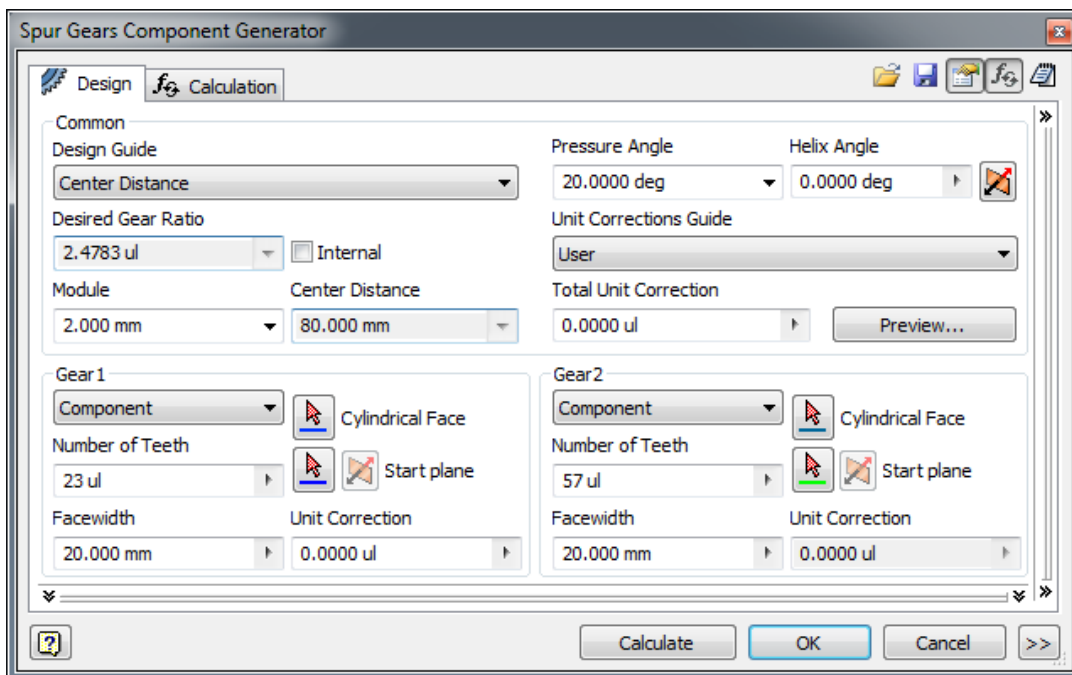 Spur Gears Component Generator
Design
Calculation
Common
Design Guide
Pressure Angle
Helix Angle
Center Distance
20.0000 deg
0.0000 deg
Desired Gear Ratio
Unit Corrections Guide
2.4783 ul
Internal
User
Module
Center Distance
Total Unit Correction
2.000 mm
80.000 mm
0.0000 ul
Preview...
Gear1
Component
Cylindrical Face
Number of Teeth
Start plane
23 ul
Facewidth
Unit Correction
20.000 mm
0.0000 ul
Gear2
Component
Cylindrical Face
Number of Teeth
Start plane
57 ul
Facewidth
Unit Correction
20.000 mm
0.0000 ul
Calculate
OK
Cancel
>>